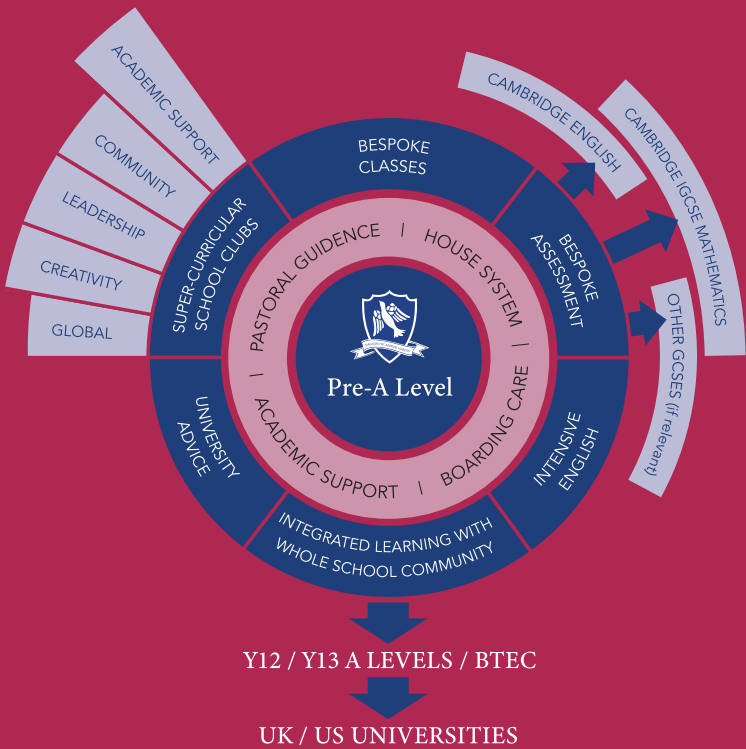 ACADEMIC SUPPORT
COMMUNITY
LEADERSHIP
CREATIVITY
GLOBAL
SUPER-CURRICULAR
SCHOOL CLUBS
BESPOKE
CLASSES
BESPOKE
ASSESSMENT
CAMBRIDGE ENGLISH
CAMBRIDGE IGCSE MATHEMATICS
OTHER GCSES (if relevant)
INTENSIVE
ENGLISH
INTEGRATED LEARNING WITH
WHOLE SCHOOL COMMUNITY
UNIVERSITY
ADVICE
PASTORAL GUIDENCE | HOUSE SYSTEM | BOARDING CARE | ACADEMIC SUPPORT |
Pre-A Level
Y12 / Y13 A LEVELS / BTEC
UK / US UNIVERSITIES